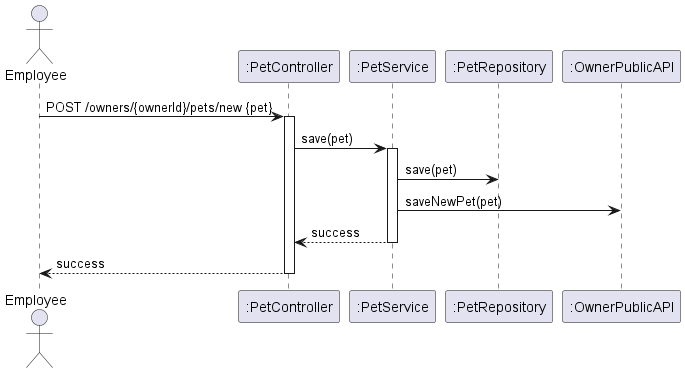 Employee
:PetController
:PetService
:PetRepository
:OwnerPublicAPI
POST /owners/{ownerId}/pets/new {pet}
save(pet)
save(pet)
saveNewPet(pet)
success
success
Employee
:PetController
:PetService
:PetRepository
:OwnerPublicAPI